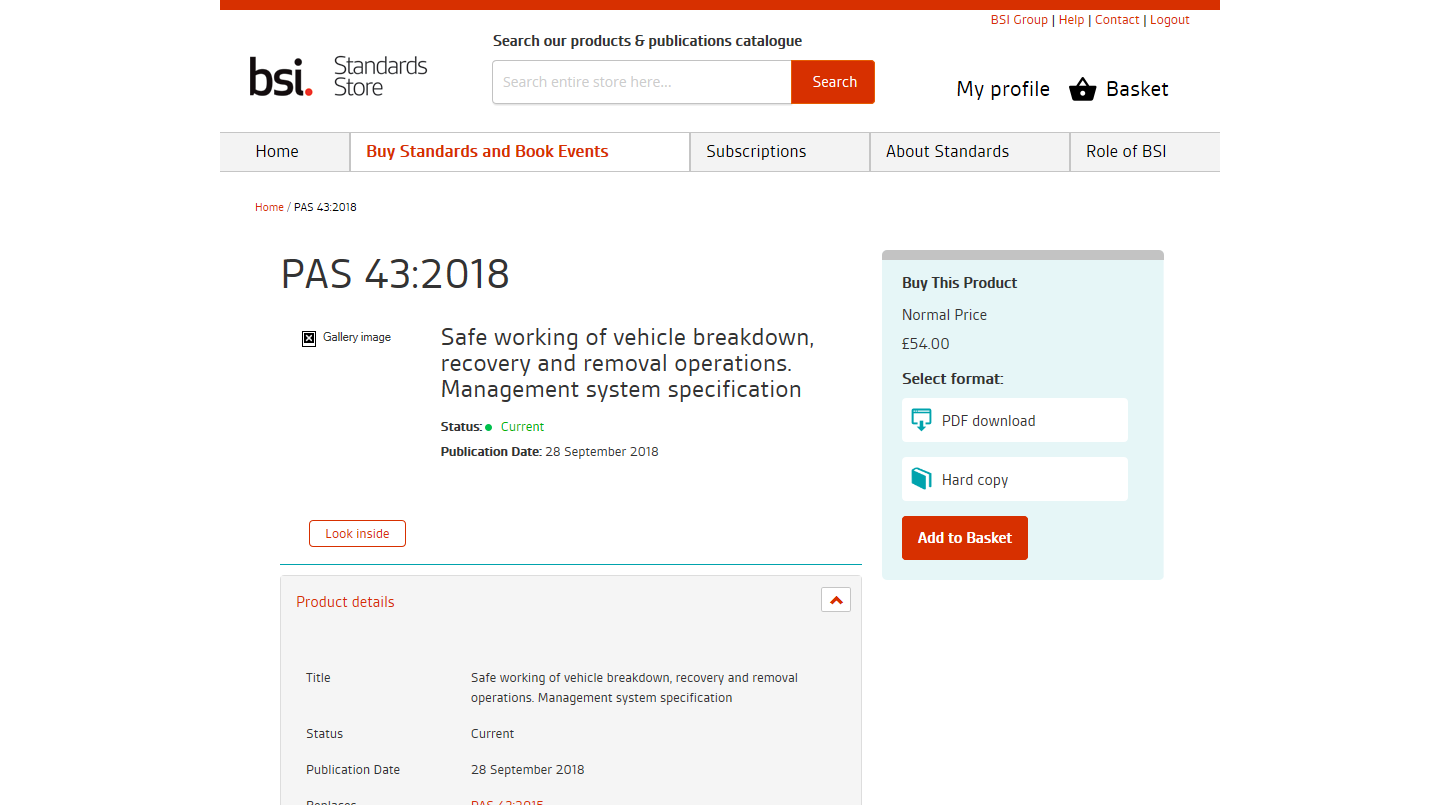 BSI Group | Help | Contact | Logout
Search our products & publications catalogue
bsi. Standards
Store
Search entire store here...
Search
My profile
Basket
Home
Buy Standards and Book Events
Subscriptions
About Standards
Role of BSI
Home / PAS 43:2018
PAS 43:2018
Gallery image
Safe working of vehicle breakdown,
recovery and removal operations.
Management system specification
Status: Current
Publication Date: 28 September 2018
Look inside
Buy This Product
Normal Price
£54.00
Select format:
PDF download
Hard copy
Add to Basket
Product details
Title
Safe working of vehicle breakdown, recovery and removal
operations. Management system specification
Status
Current
Publication Date
28 September 2018
Replaces
PAS 43:2015